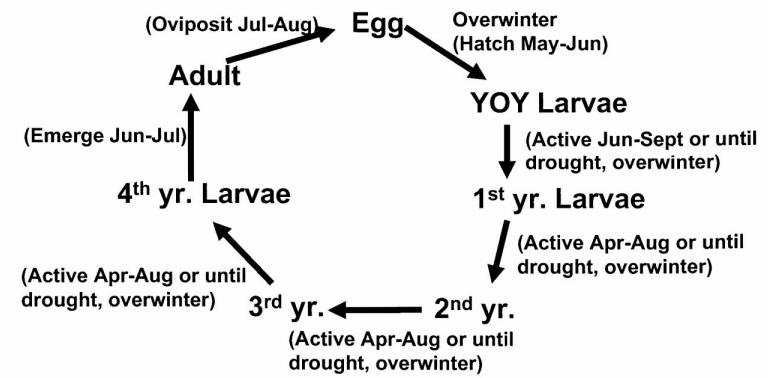 (Oviposit Jul-Aug)
Egg
Overwinter
(Hatch May-Jun)
Adult
YOY Larvae
(Emerge Jun-Jul)
(Active Jun-Sept or until
drought, overwinter)
4th yr. Larvae
1st yr. Larvae
(Active Apr-Aug or until
drought, overwinter)
(Active Apr-Aug or until
drought, overwinter)
3rd yr.
2nd yr.
(Active Apr-Aug or until
drought, overwinter)